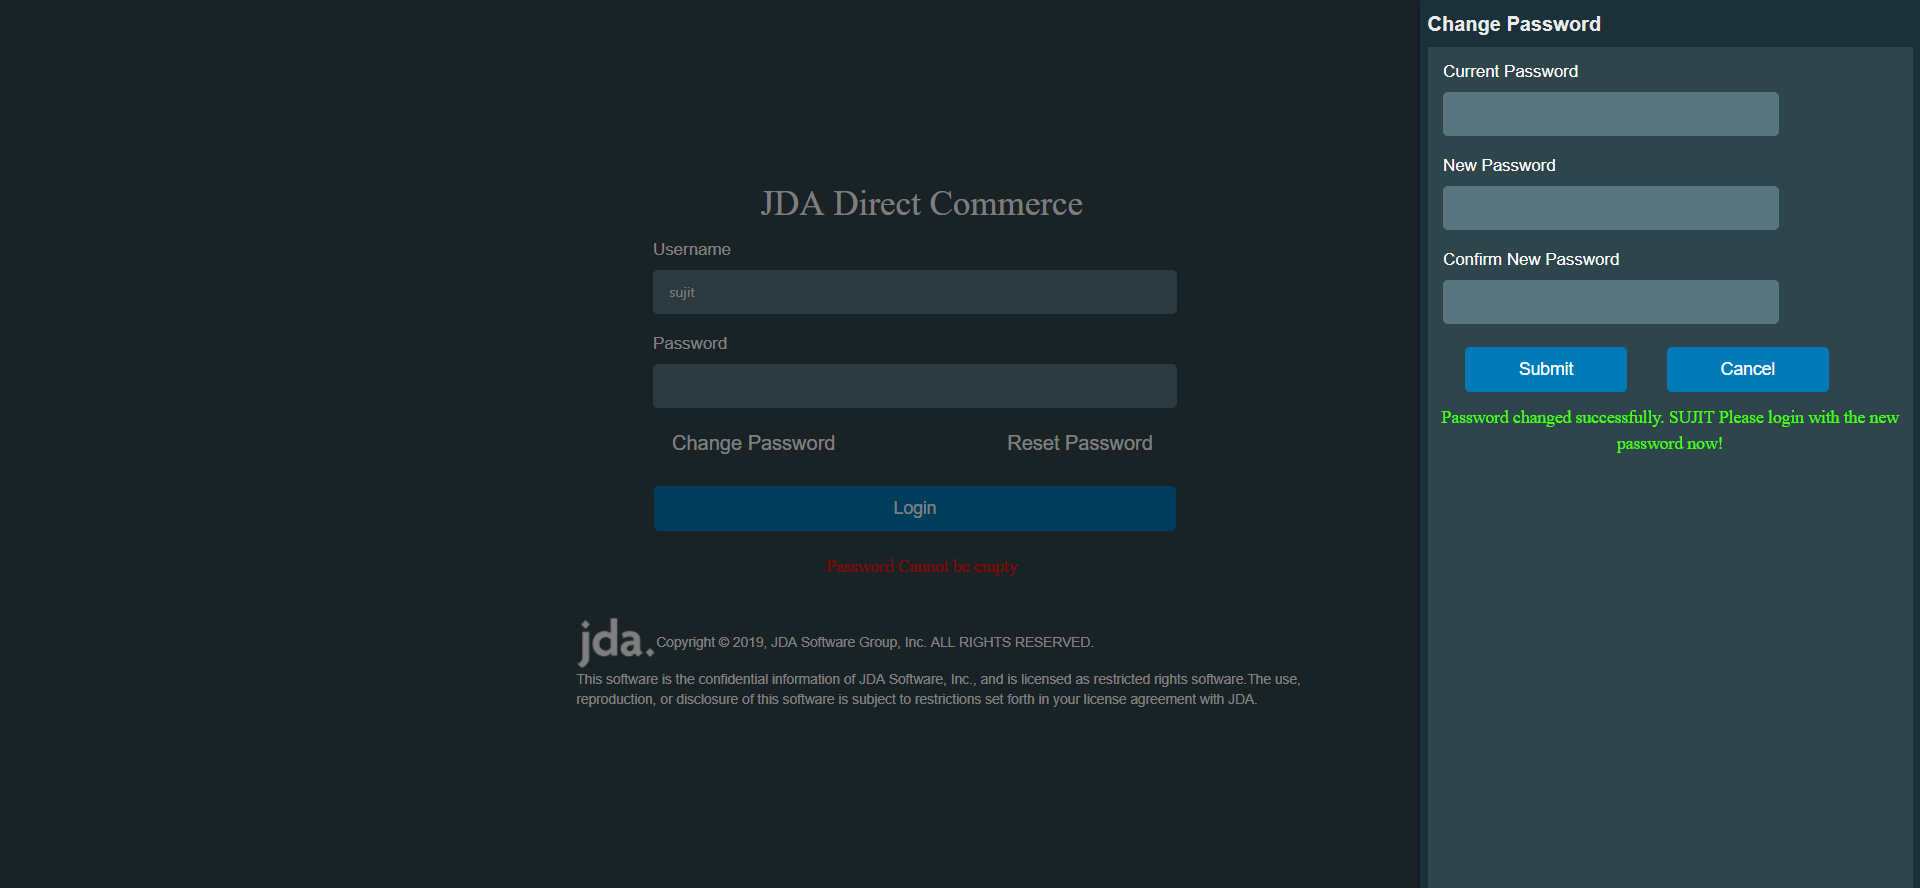 JDA Direct Commerce
Username
sujit
Password
Change Password
Reset Password
Login
Password Cannot be empty
jda.
Copyright © 2019, JDA Software Group, Inc. ALL RIGHTS RESERVED.
This software is the confidential information of JDA Software, Inc., and is licensed as restricted rights software.The use,
reproduction, or disclosure of this software is subject to restrictions set forth in your license agreement with JDA.
Change Password
Current Password
New Password
Confirm New Password
Submit
Cancel
Password changed successfully. SUJIT Please login with the new
password now!